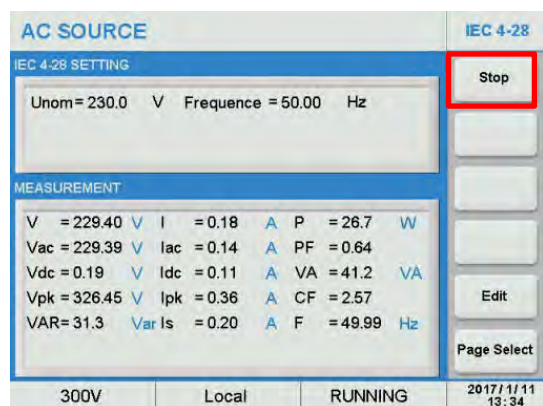 AC SOURCE
IEC 4-28
IEC 4-28 SETTING
Unom= 230.0 V Frequence = 50.00 Hz
Stop
MEASUREMENT
V = 229.40 V I = 0.18 A P = 26.7 W
Vac = 229.39 V Iac = 0.14 A PF = 0.64
Vdc = 0.19 V Idc = 0.11 A VA = 41.2 VA
Vpk = 326.45 V Ipk = 0.36 A CF = 2.57
VAR= 31.3 Var Is = 0.20 A F = 49.99 Hz
Edit
Page Select
300V Local RUNNING 2017/1/11
13:34